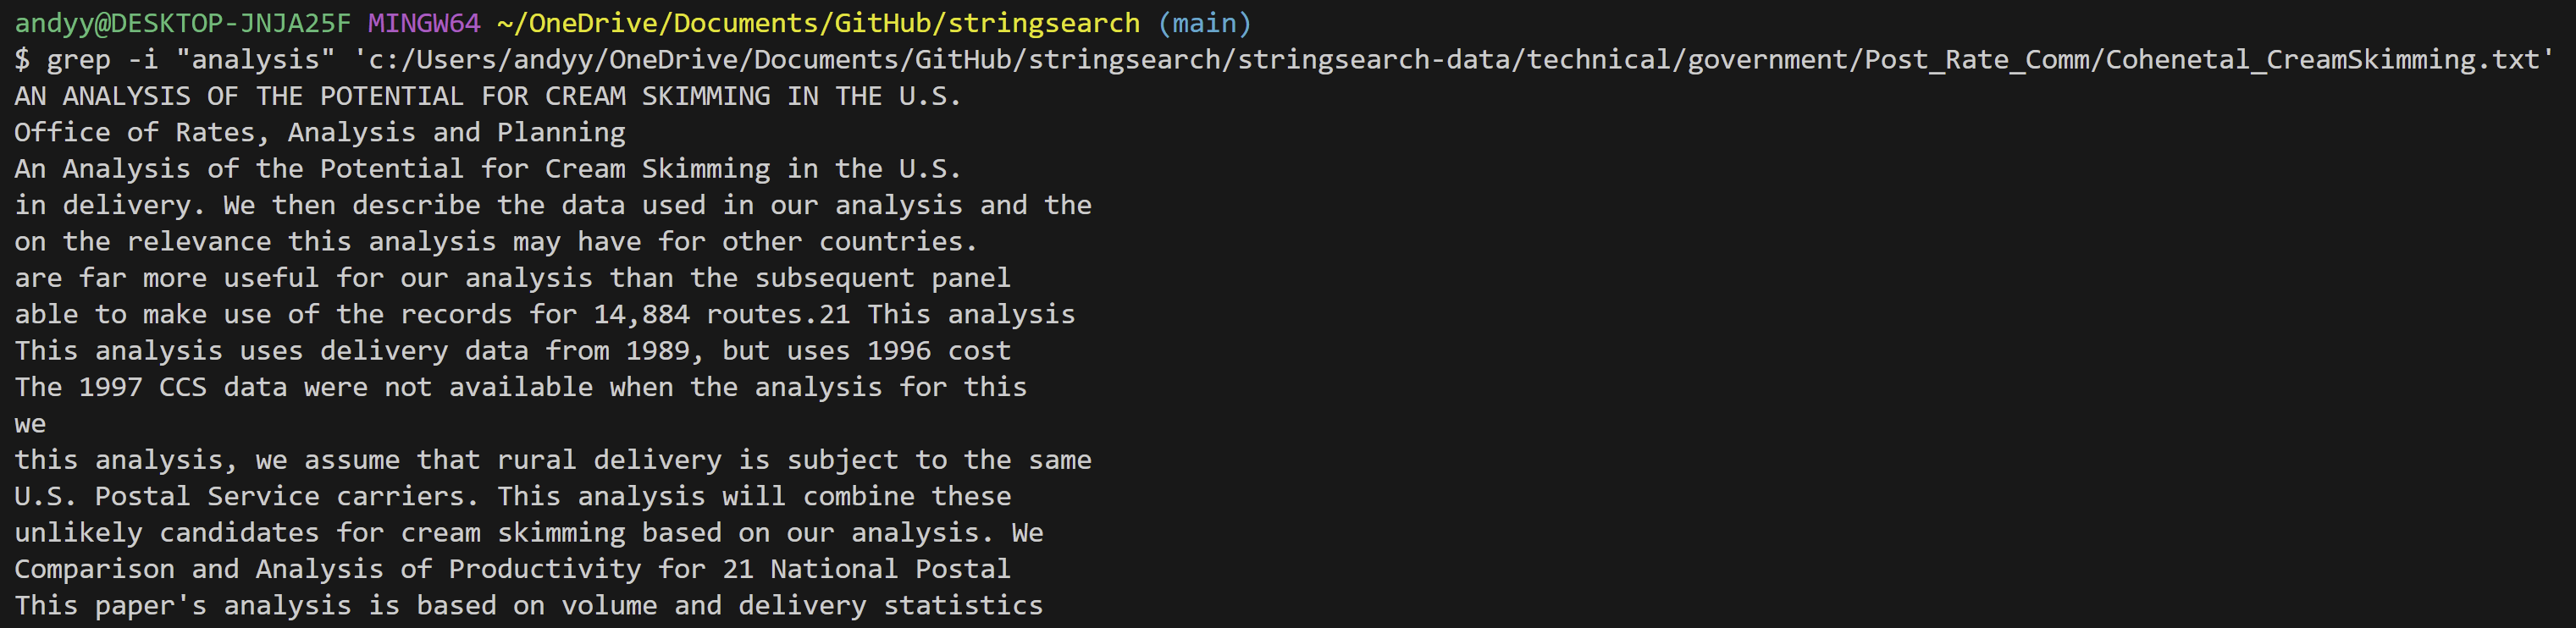 andyy@DESKTOP-JNJA25F MINGW64 ~/OneDrive/Documents/GitHub/stringsearch (main)
$ grep -i "analysis" 'c:/Users/andyy/OneDrive/Documents/GitHub/stringsearch/stringsearch-data/technical/government/Post_Rate_Comm/Cohenetal_CreamSkimming.txt'
AN ANALYSIS OF THE POTENTIAL FOR CREAM SKIMMING IN THE U.S.
Office of Rates, Analysis and Planning
An Analysis of the Potential for Cream Skimming in the U.S.
in delivery. We then describe the data used in our analysis and the
on the relevance this analysis may have for other countries.
are far more useful for our analysis than the subsequent panel
able to make use of the records for 14,884 routes.21 This analysis
This analysis uses delivery data from 1989, but uses 1996 cost
The 1997 CCS data were not available when the analysis for this
we
this analysis, we assume that rural delivery is subject to the same
U.S. Postal Service carriers. This analysis will combine these
unlikely candidates for cream skimming based on our analysis. We
Comparison and Analysis of Productivity for 21 National Postal
This paper's analysis is based on volume and delivery statistics